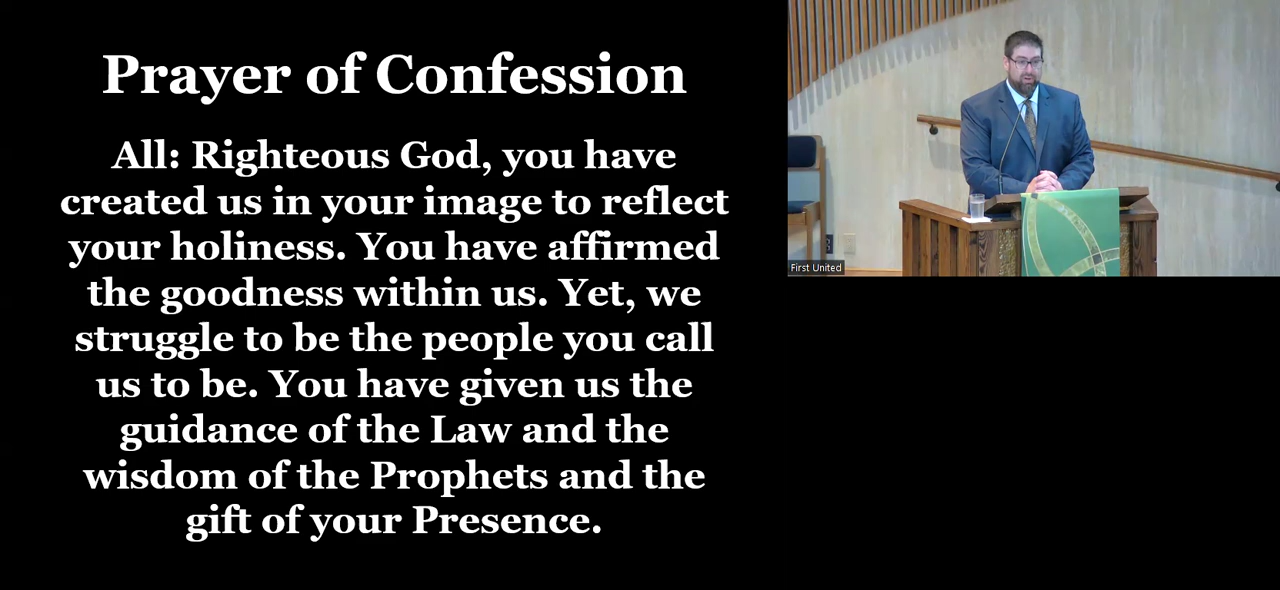 Prayer of Confession
All: Righteous God, you have
created us in your image to reflect
your holiness. You have affirmed
the goodness within us. Yet, we
struggle to be the people you call
us to be. You have given us the
guidance of the Law and the
wisdom of the Prophets and the
gift of your Presence.
First United